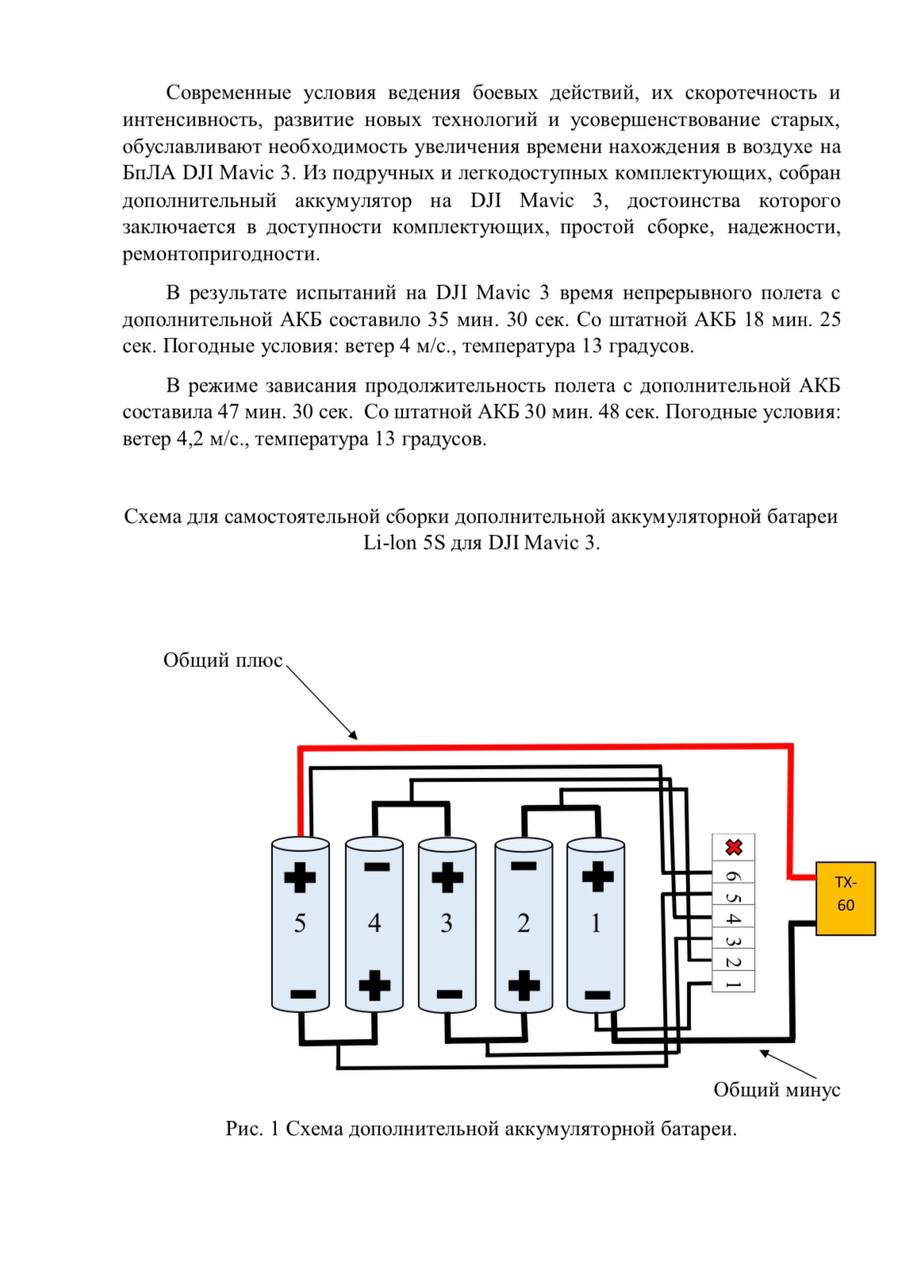 Современные условия ведения боевых действий, их скоротечность и
интенсивность, развитие новых технологий и усовершенствование старых,
обуславливают необходимость увеличения времени нахождения в воздухе на
БпЛА DJI Mavic 3. Из подручных и легкодоступных комплектующих, собран
дополнительный аккумулятор на DJI Mavic 3, достоинства которого
заключается в доступности комплектующих, простой сборке, надежности,
ремонтопригодности.
В результате испытаний на DJI Mavic 3 время непрерывного полета с
дополнительной АКБ составило 35 мин. 30 сек. Со штатной АКБ 18 мин. 25
сек. Погодные условия: ветер 4 м/с., температура 13 градусов.
В режиме зависания продолжительность полета с дополнительной АКБ
составила 47 мин. 30 сек. Со штатной АКБ 30 мин. 48 сек. Погодные условия:
ветер 4,2 м/с., температура 13 градусов.
Схема для самостоятельной сборки дополнительной аккумуляторной батареи
Li-lon 5S для DJI Mavic 3.
Общий плюс
+ − + − +
5 4 3 2 1
− + − + −
6
5
4
3
2
1
TX-
60
Общий минус
Рис. 1 Схема дополнительной аккумуляторной батареи.